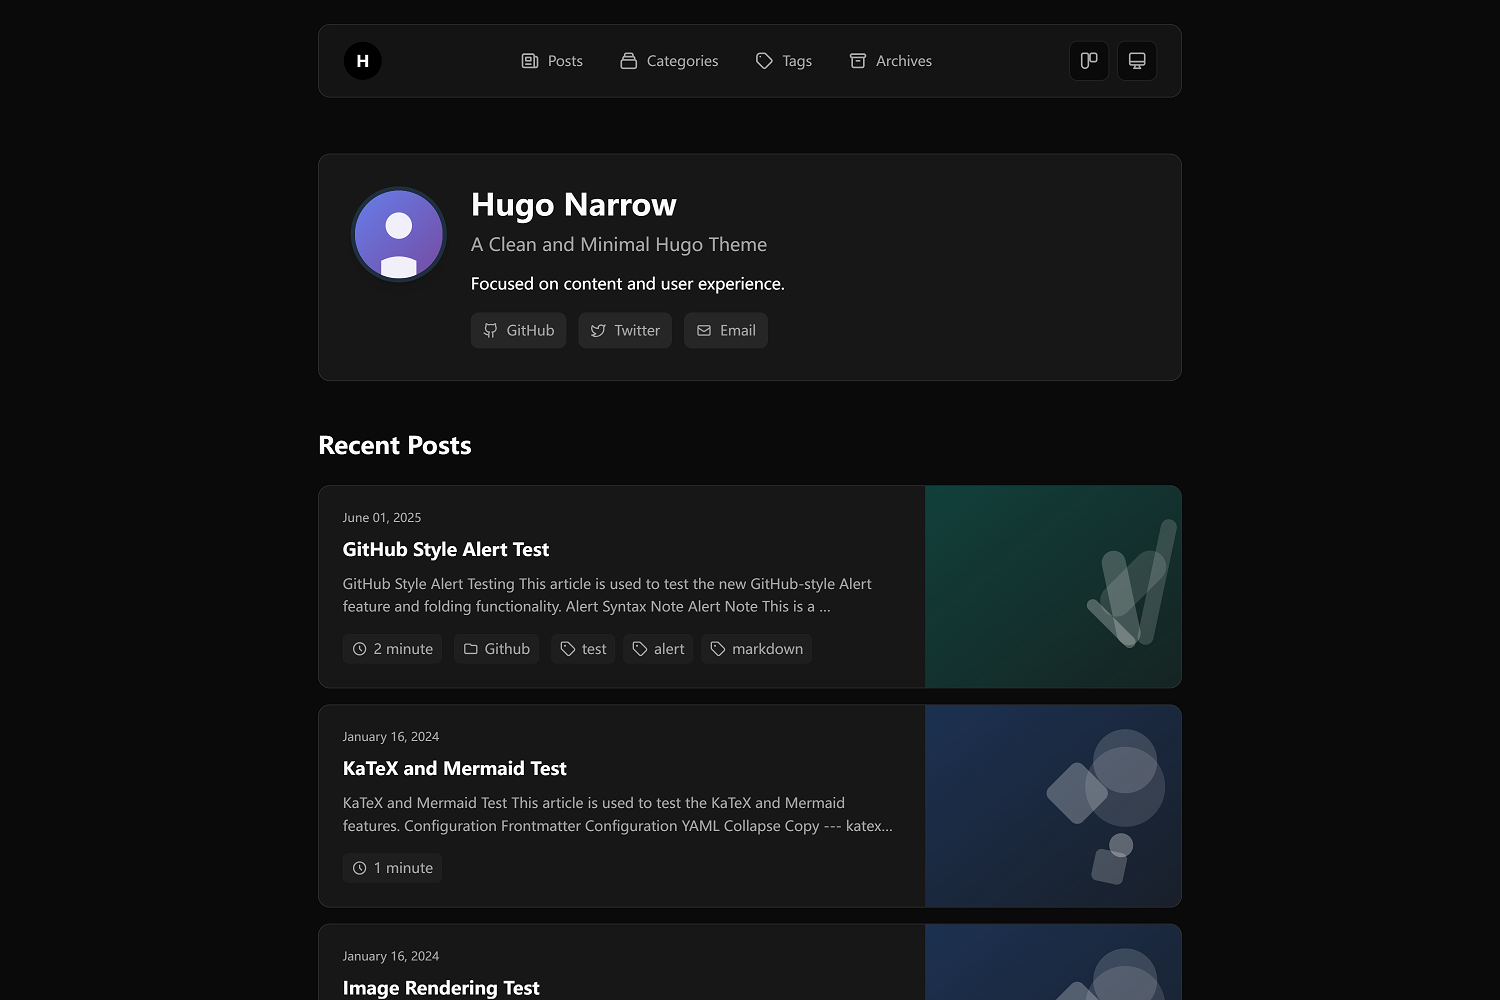 H
Posts
Categories
Tags
Archives
Hugo Narrow
A Clean and Minimal Hugo Theme
Focused on content and user experience.
GitHub
Twitter
Email
Recent Posts
June 01, 2025
GitHub Style Alert Test
GitHub Style Alert Testing This article is used to test the new GitHub-style Alert
feature and folding functionality. Alert Syntax Note Alert Note This is a ...
2 minute
Github
test
alert
markdown
January 16, 2024
KaTeX and Mermaid Test
KaTeX and Mermaid Test This article is used to test the KaTeX and Mermaid
features. Configuration Frontmatter Configuration YAML Collapse Copy --- katex...
1 minute
January 16, 2024
Image Rendering Test